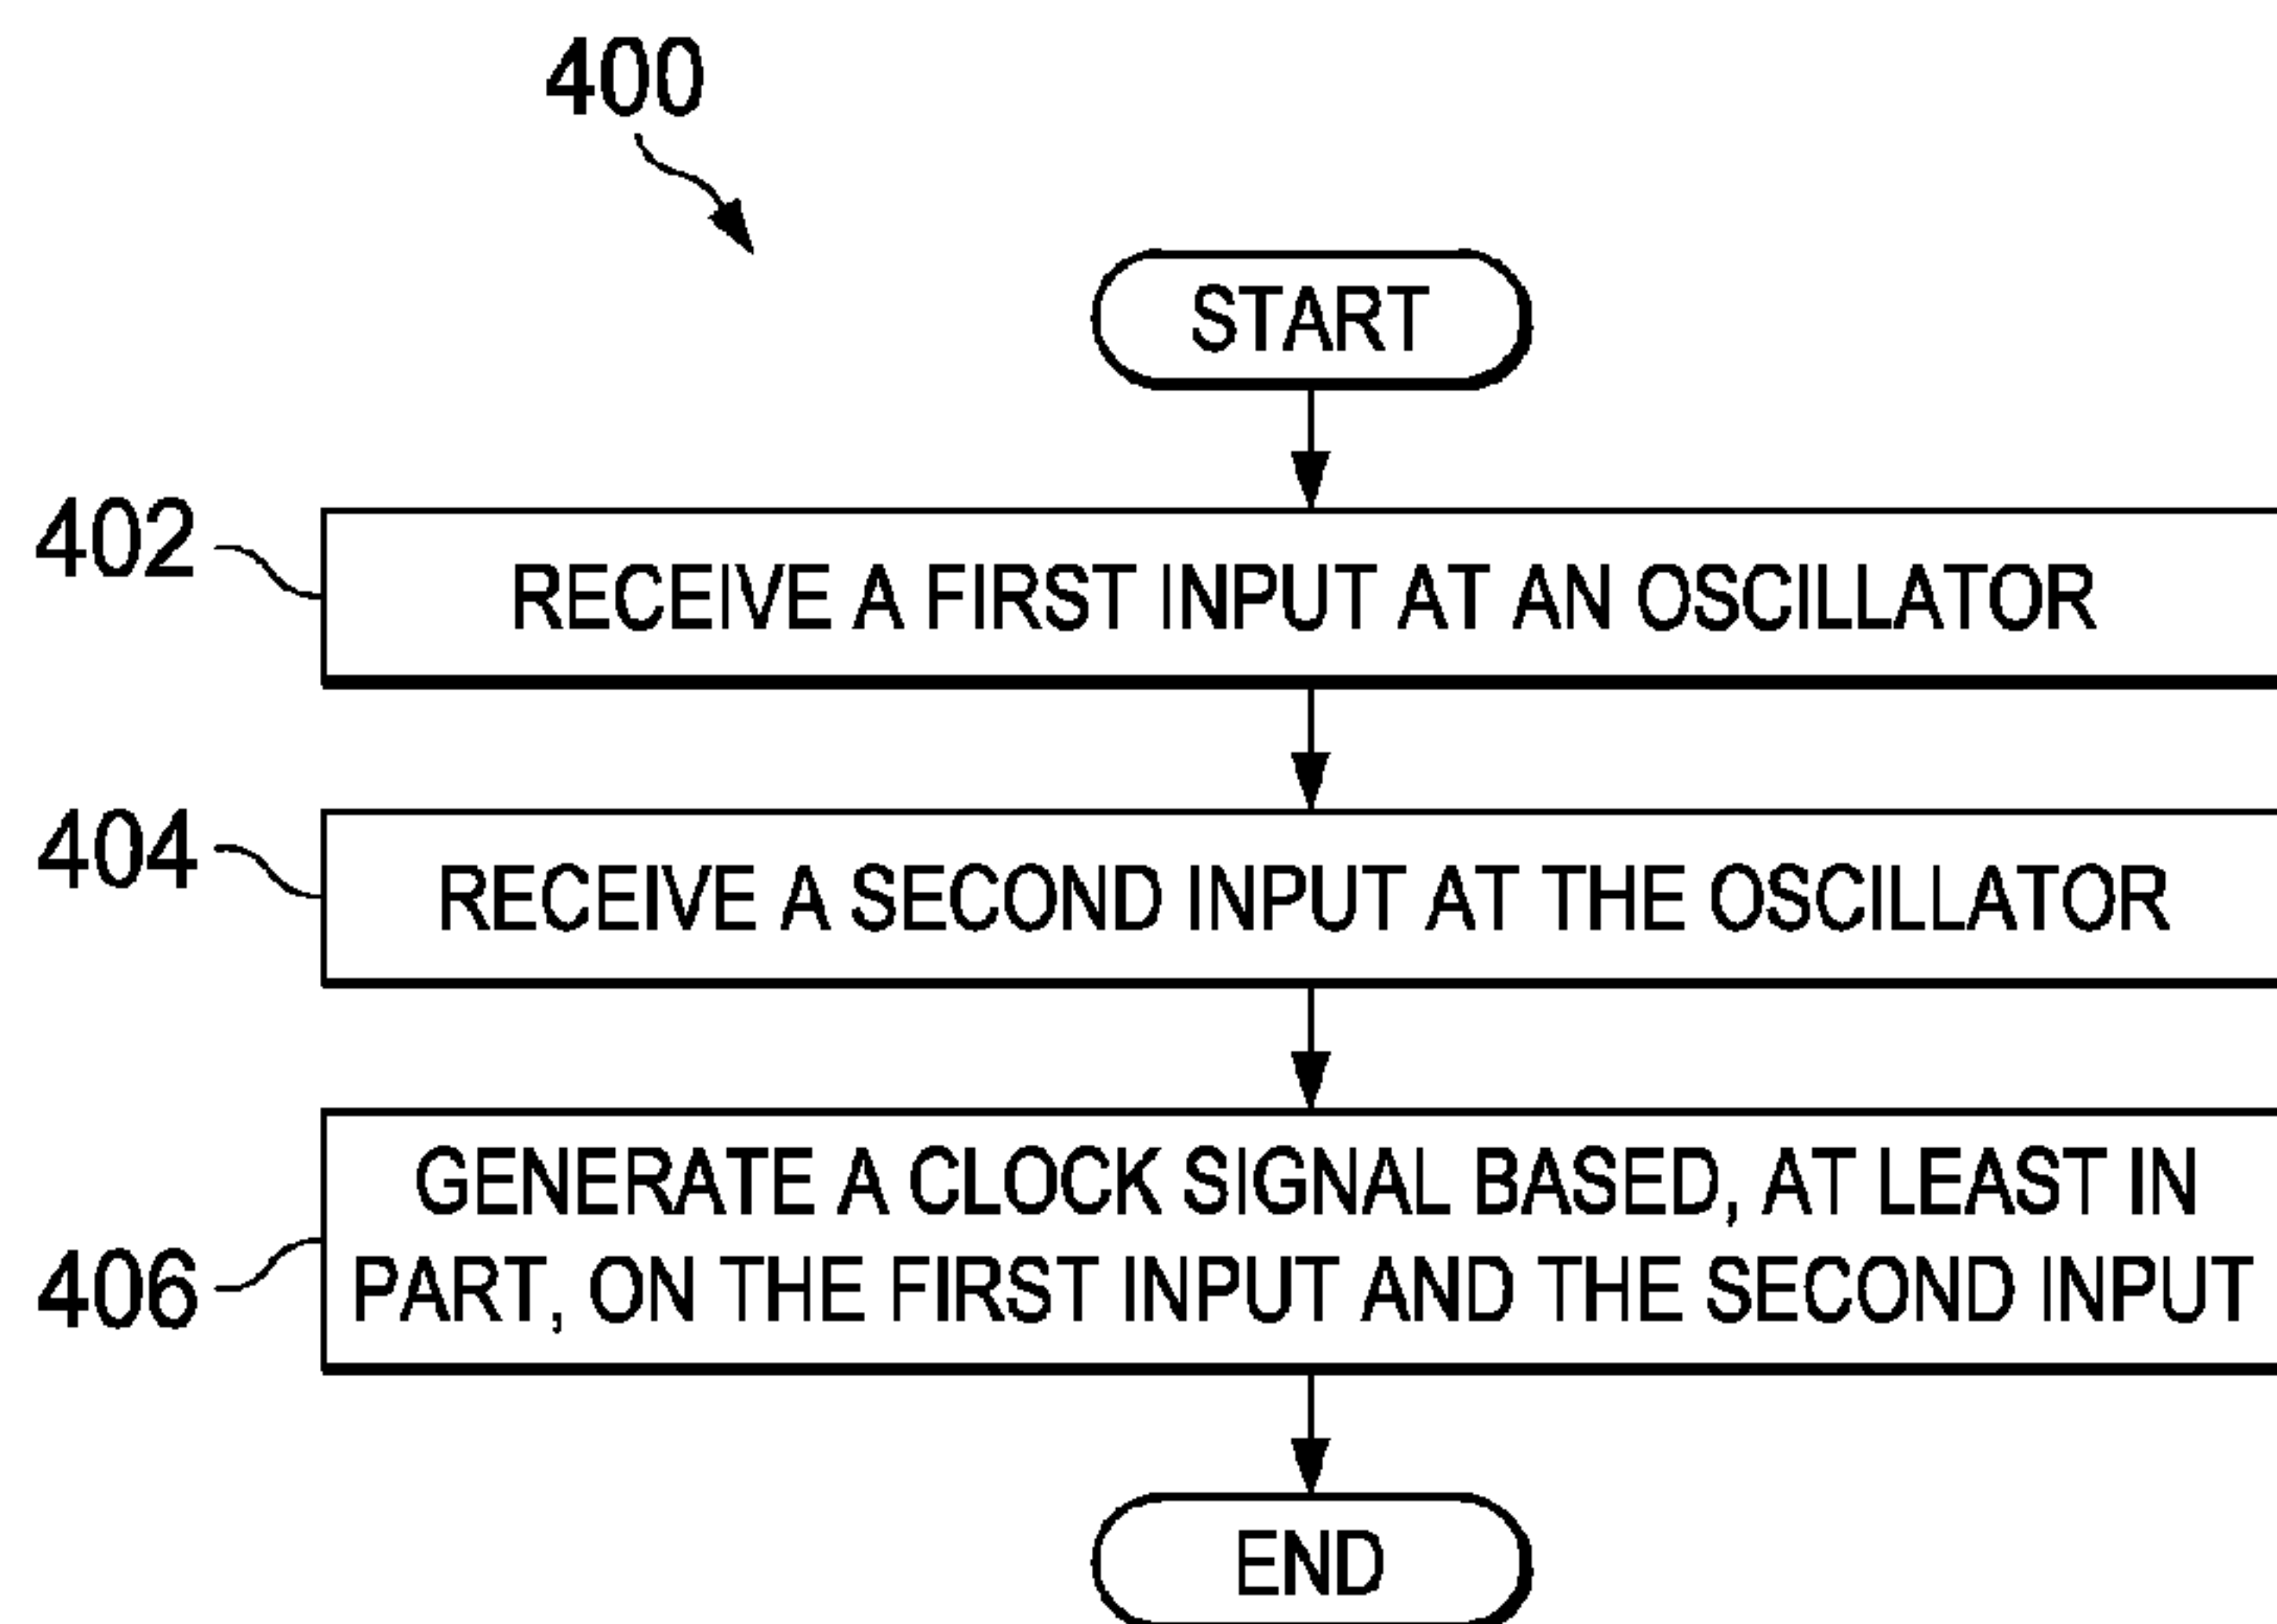 400
START
402
RECEIVE A FIRST INPUT AT AN OSCILLATOR
404
RECEIVE A SECOND INPUT AT THE OSCILLATOR
406
GENERATE A CLOCK SIGNAL BASED, AT LEAST IN
PART, ON THE FIRST INPUT AND THE SECOND INPUT
END